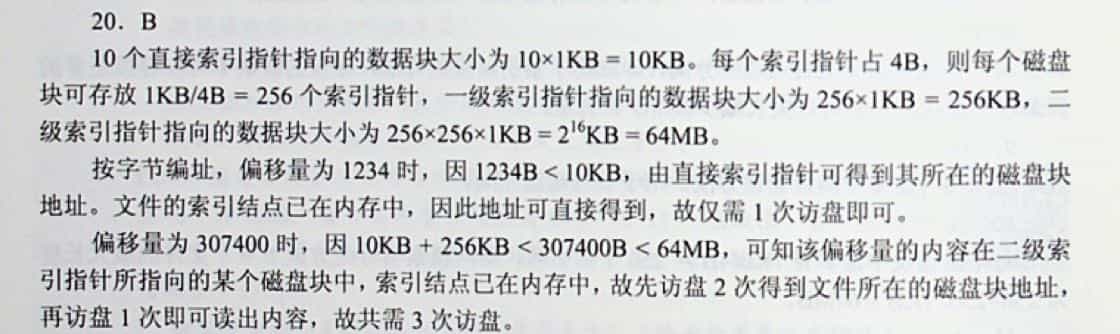 20. B
10 个直接索引指针指向的数据块大小为 10×1KB = 10KB。每个索引指针占 4B，则每个磁盘
块可存放 1KB/4B = 256 个索引指针，一级索引指针指向的数据块大小为 256×1KB = 256KB，二
级索引指针指向的数据块大小为 256×256×1KB = 2¹⁶KB = 64MB。
按字节编址，偏移量为 1234 时，因 1234B < 10KB，由直接索引指针可得到其所在的磁盘块
地址。文件的索引结点已在内存中，因此地址可直接得到，故仅需 1 次访盘即可。
偏移量为 307400 时，因 10KB + 256KB < 307400B < 64MB，可知该偏移量的内容在二级索
引指针所指向的某个磁盘块中，索引结点已在内存中，故先访盘 2 次得到文件所在的磁盘块地址，
再访盘 1 次即可读出内容，故共需 3 次访盘。